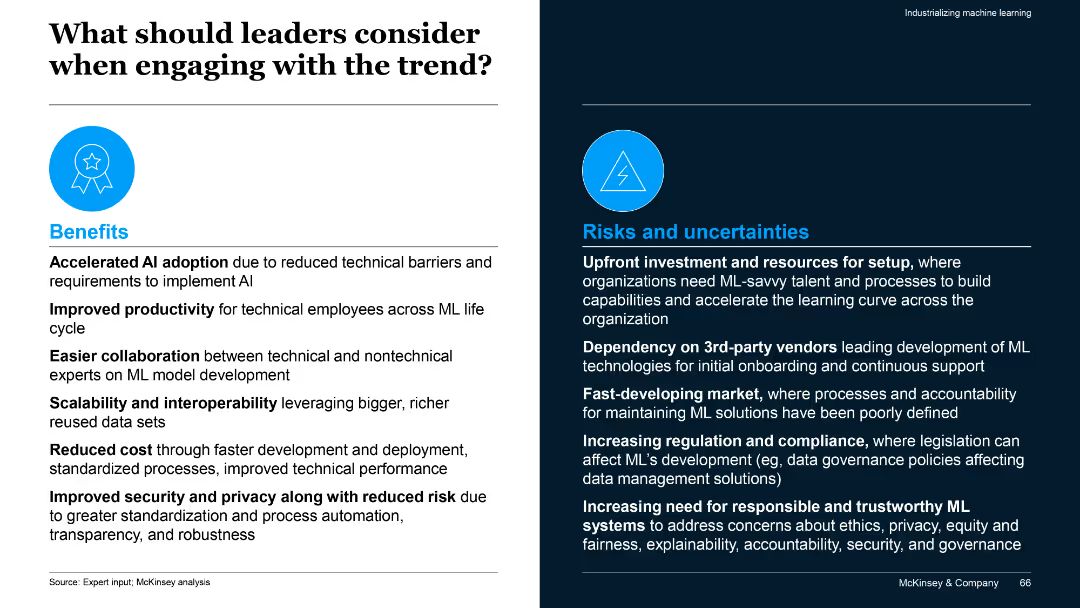 What should leaders consider
when engaging with the trend?
Industrializing machine learning
Benefits
Accelerated AI adoption due to reduced technical barriers and
requirements to implement AI
Improved productivity for technical employees across ML life
cycle
Easier collaboration between technical and nontechnical
experts on ML model development
Scalability and interoperability leveraging bigger, richer
reused data sets
Reduced cost through faster development and deployment,
standardized processes, improved technical performance
Improved security and privacy along with reduced risk due
to greater standardization and process automation,
transparency, and robustness
Source: Expert input; McKinsey analysis
Risks and uncertainties
Upfront investment and resources for setup, where
organizations need ML-savvy talent and processes to build
capabilities and accelerate the learning curve across the
organization
Dependency on 3rd-party vendors leading development of ML
technologies for initial onboarding and continuous support
Fast-developing market, where processes and accountability
for maintaining ML solutions have been poorly defined
Increasing regulation and compliance, where legislation can
affect ML's development (eg, data governance policies affecting
data management solutions)
Increasing need for responsible and trustworthy ML
systems to address concerns about ethics, privacy, equity and
fairness, explainability, accountability, security, and governance
McKinsey & Company 66